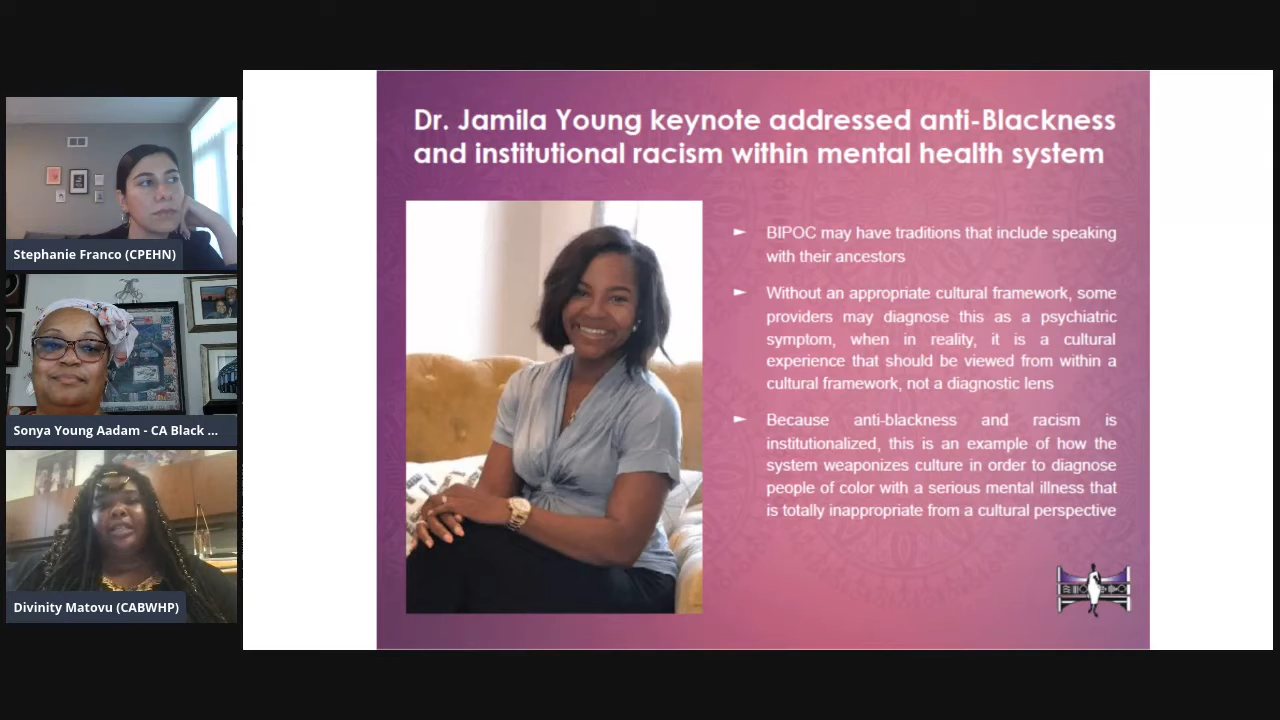 Stephanie Franco (CPEHN)
Sonya Young Aadam - CA Black ...
Divinity Matovu (CABWHP)
Dr. Jamila Young keynote addressed anti-Blackness
and institutional racism within mental health system
► BIPOC may have traditions that include speaking
with their ancestors
► Without an appropriate cultural framework, some
providers may diagnose this as a psychiatric
symptom, when in reality, it is a cultural
experience that should be viewed from within a
cultural framework, not a diagnostic lens
► Because anti-blackness and racism is
institutionalized, this is an example of how the
system weaponizes culture in order to diagnose
people of color with a serious mental illness that
is totally inappropriate from a cultural perspective